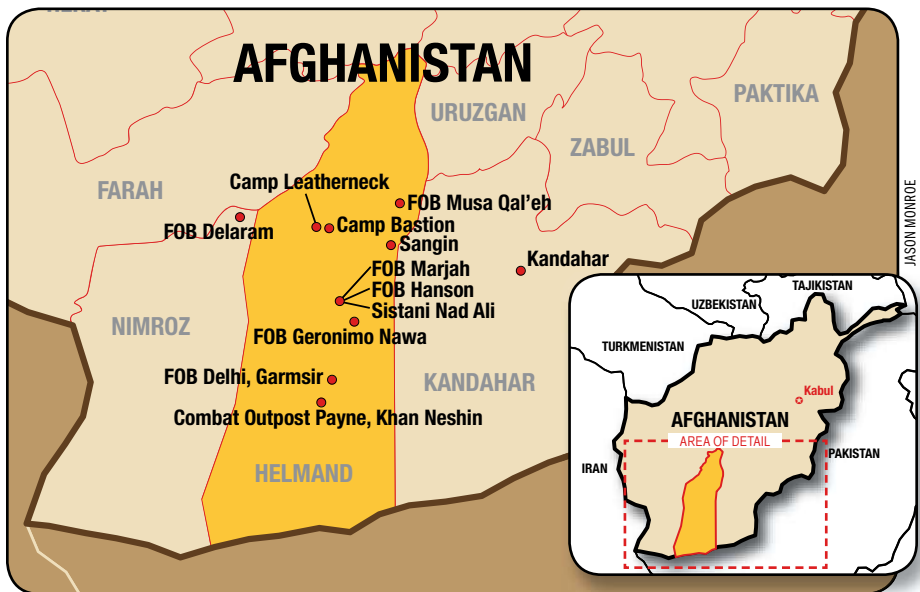 AFGHANISTAN
URUZGAN
PAKTIKA
ZABUL
FARAH
Camp Leatherneck
FOB Musa Qal’eh
FOB Delaram
Camp Bastion
Sangin
Kandahar
FOB Marjah
FOB Hanson
Sistani Nad Ali
NIMROZ
FOB Geronimo Nawa
FOB Delhi, Garmsir
KANDAHAR
Combat Outpost Payne, Khan Neshin
HELMAND
JASON MONROE
TAJIKISTAN
UZBEKISTAN
TURKMENISTAN
Kabul
AFGHANISTAN
AREA OF DETAIL
IRAN
PAKISTAN